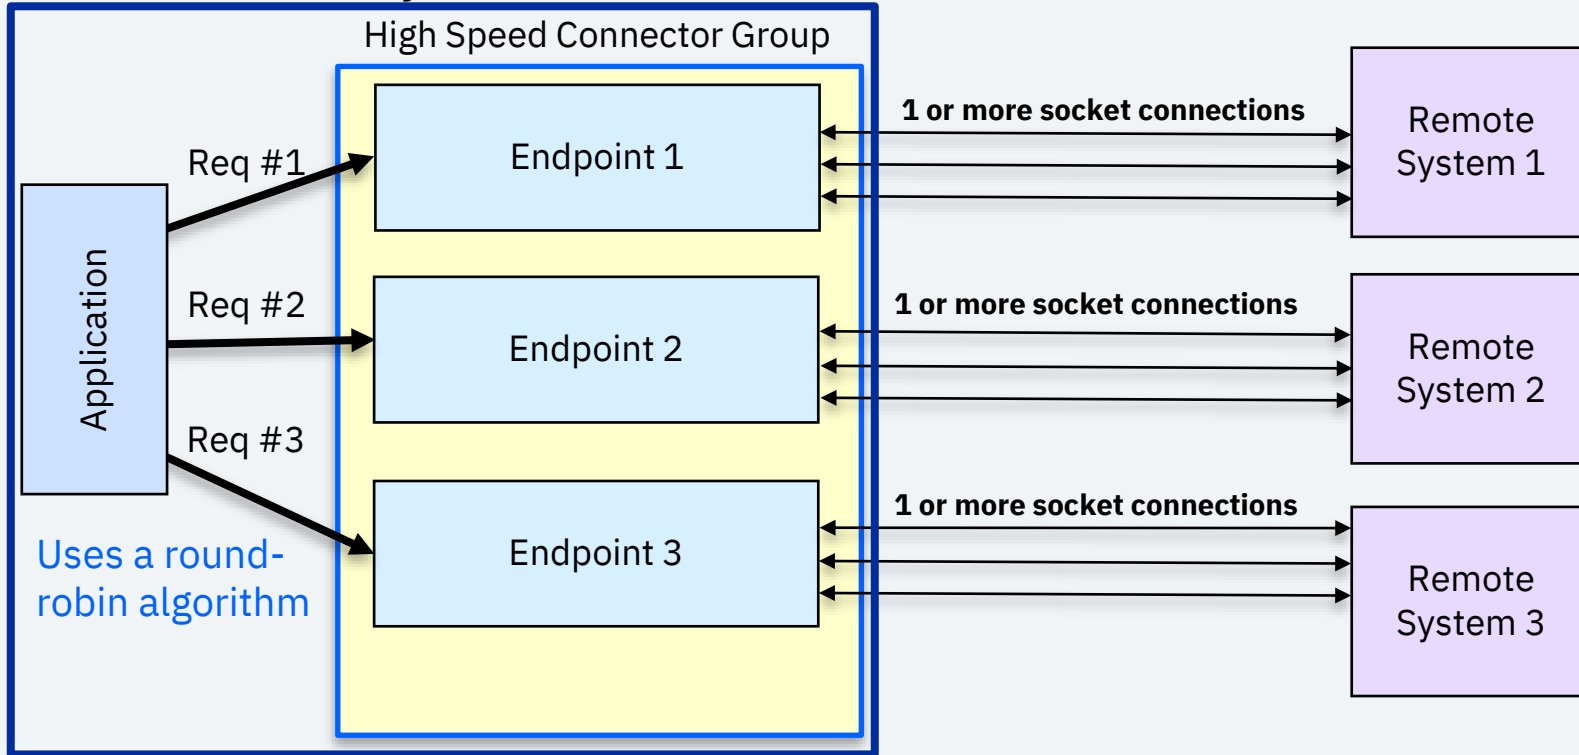 High Speed Connector Group
1 or more socket connections
Remote
System 1
Req #1
Endpoint 1
Application
Req #2
Endpoint 2
1 or more socket connections
Remote
System 2
Req #3
Endpoint 3
1 or more socket connections
Remote
System 3
Uses a round-
robin algorithm